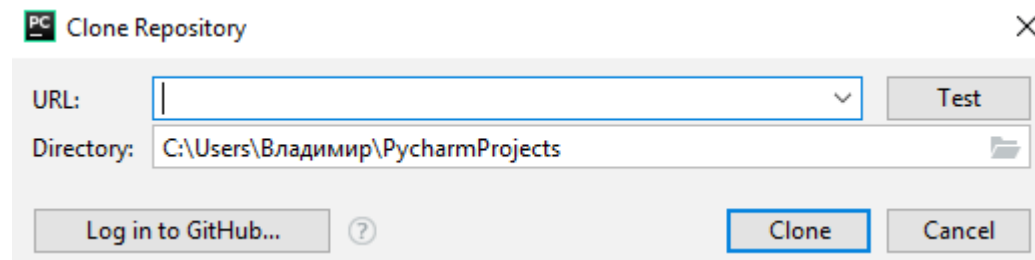 PC Clone Repository
URL: Test
Directory: C:\Users\Владимир\PycharmProjects
Log in to GitHub... ? Clone Cancel